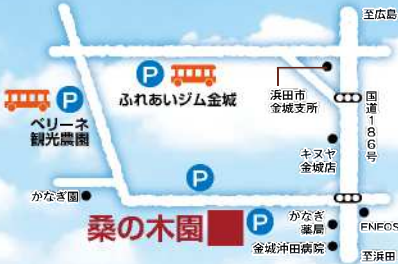 至広島
P
ふれあいジム金城
浜田市
金城支所
国道186号
P
ベリーネ
観光農園
キヌヤ
金城店
P
かなぎ園
桑の木園
P
かなぎ
薬局
ENEOS
金城沖田病院
至浜田